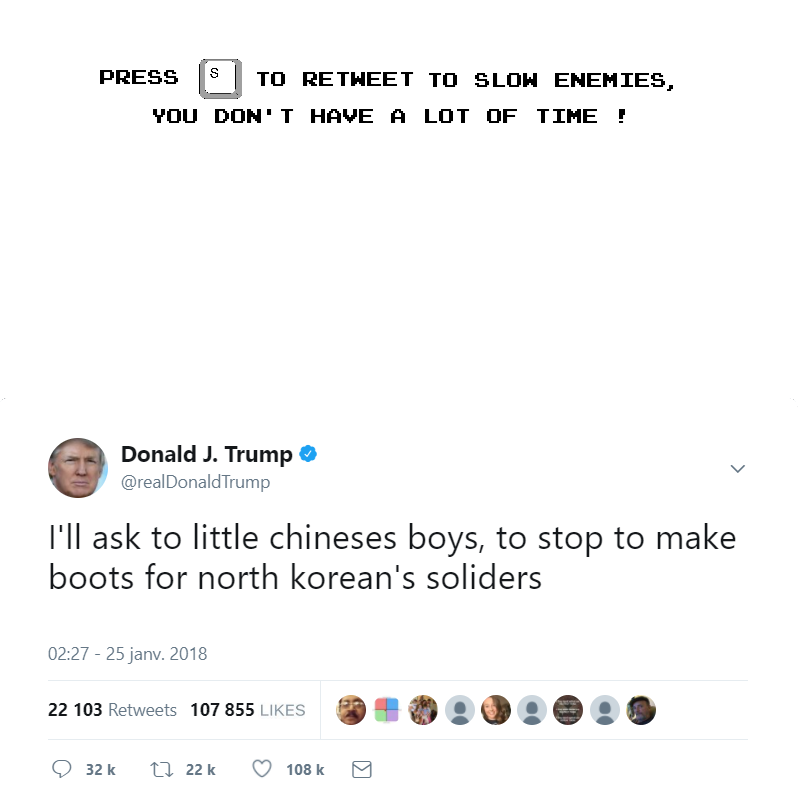 PRESS S TO RETWEET TO SLOW ENEMIES,
YOU DON'T HAVE A LOT OF TIME !
Donald J. Trump
@realDonaldTrump
I'll ask to little chineses boys, to stop to make
boots for north korean's soliders
02:27 - 25 janv. 2018
22 103 Retweets 107 855 LIKES
32 k 22 k 108 k